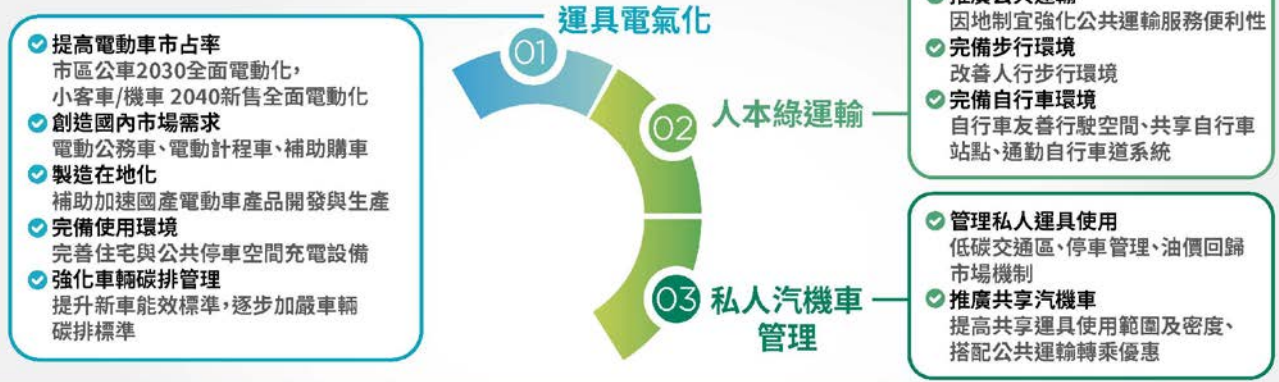 01
運具電氣化
提高電動車市占率
市區公車2030全面電動化,
小客車/機車 2040新售全面電動化
創造國內市場需求
電動公務車、電動計程車、補助購車
製造在地化
補助加速國產電動車產品開發與生產
完備使用環境
完善住宅與公共停車空間充電設備
強化車輛碳排管理
提升新車能效標準,逐步加嚴車輛
碳排標準
02
人本綠運輸
因地制宜強化公共運輸服務便利性
完備步行環境
改善人行步行環境
完備自行車環境
自行車友善行駛空間、共享自行車
站點、通勤自行車道系統
03
私人汽機車
管理
管理私人運具使用
低碳交通區、停車管理、油價回歸
市場機制
推廣共享汽機車
提高共享運具使用範圍及密度、
搭配公共運輸轉乘優惠